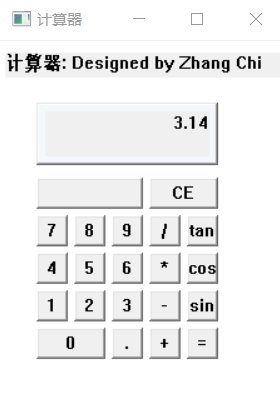 计算器
计算器: Designed by Zhang Chi
3.14
CE
7 8 9 / tan
4 5 6 * cos
1 2 3 - sin
0 . + =